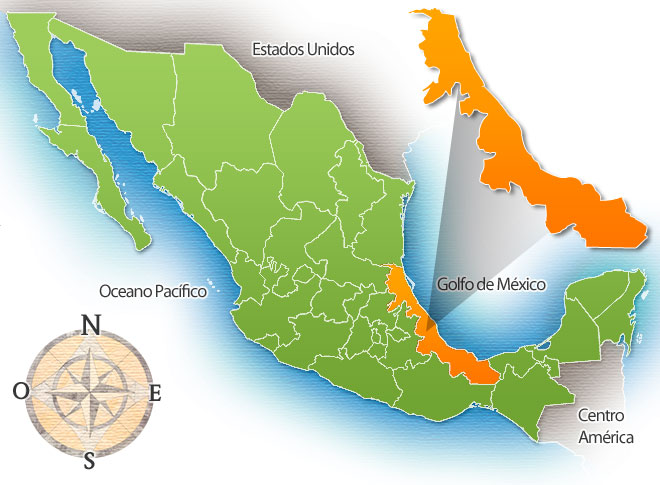 Estados Unidos
Golfo de México
Oceano Pacífico
N
O E
S
Centro
América